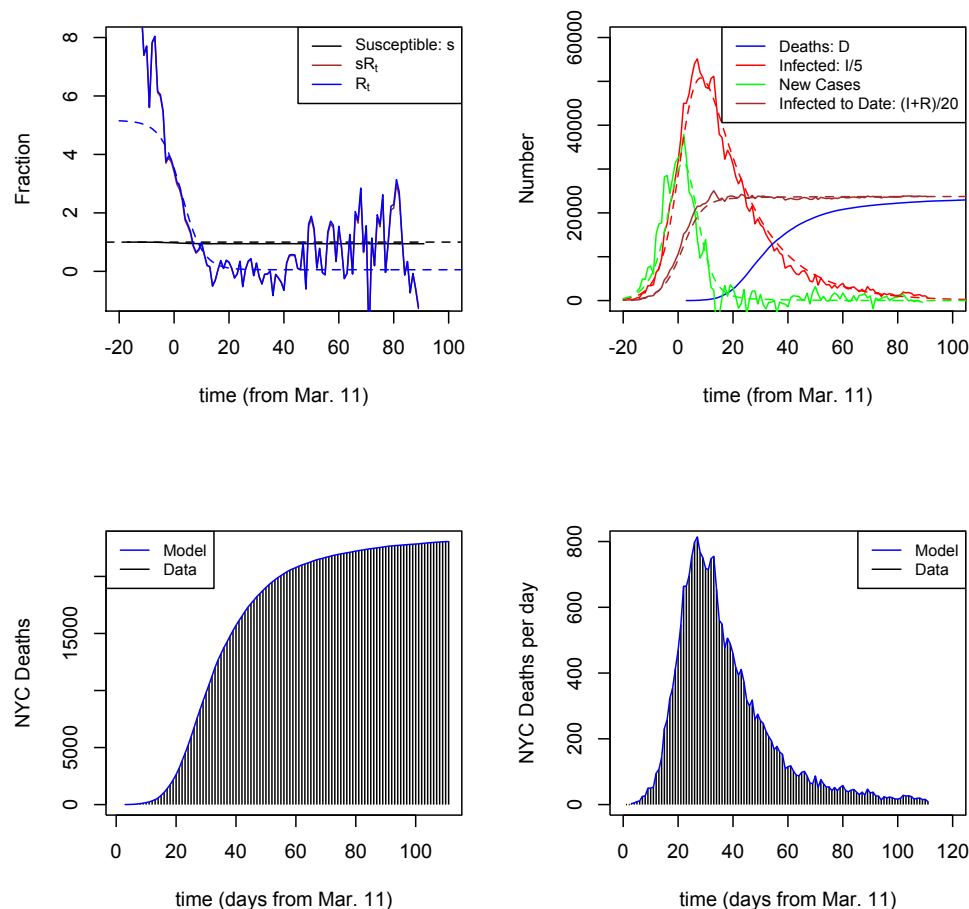 8
6
4
2
0
Fraction
Susceptible: s
sRt
Rt
-20 0 20 40 60 80 100
time (from Mar. 11)
60000
40000
20000
0
Number
Deaths: D
Infected: I/5
New Cases
Infected to Date: (I+R)/20
-20 0 20 40 60 80 100
time (from Mar. 11)
15000
5000
0
NYC Deaths
Model
Data
0 20 40 60 80 100
time (days from Mar. 11)
800
600
400
200
0
NYC Deaths per day
Model
Data
0 20 40 60 80 100 120
time (days from Mar. 11)